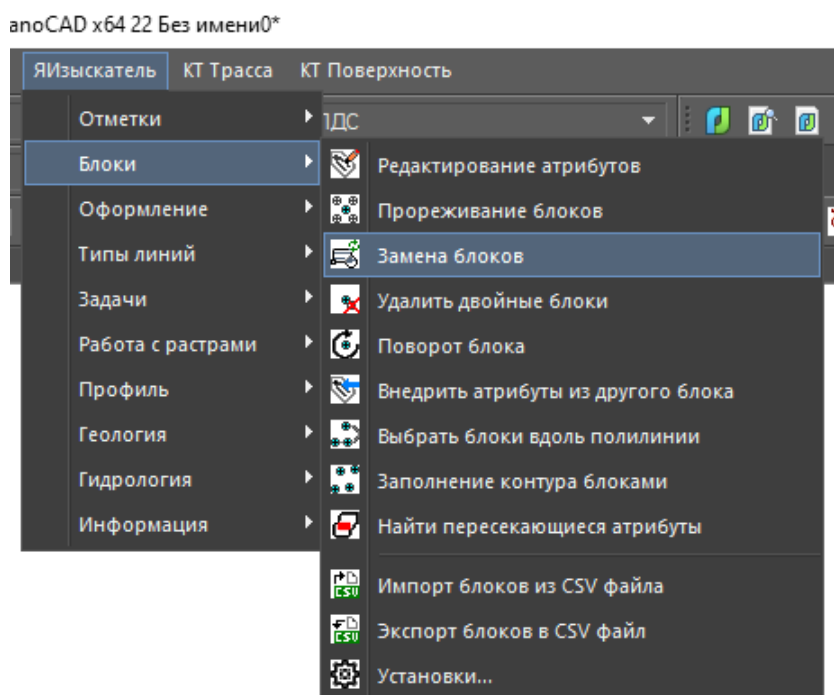 anoCAD x64 22 Без имени0*
ЯИзыскатель КТ Трасса КТ Поверхность
Отметки
Блоки
Оформление
Типы линий
Задачи
Работа с растрами
Профиль
Геология
Гидрология
Информация
Редактирование атрибутов
Прореживание блоков
Замена блоков
Удалить двойные блоки
Поворот блока
Внедрить атрибуты из другого блока
Выбрать блоки вдоль полилинии
Заполнение контура блоками
Найти пересекающиеся атрибуты
CSV Импорт блоков из CSV файла
CSV Экспорт блоков в CSV файл
Установки...